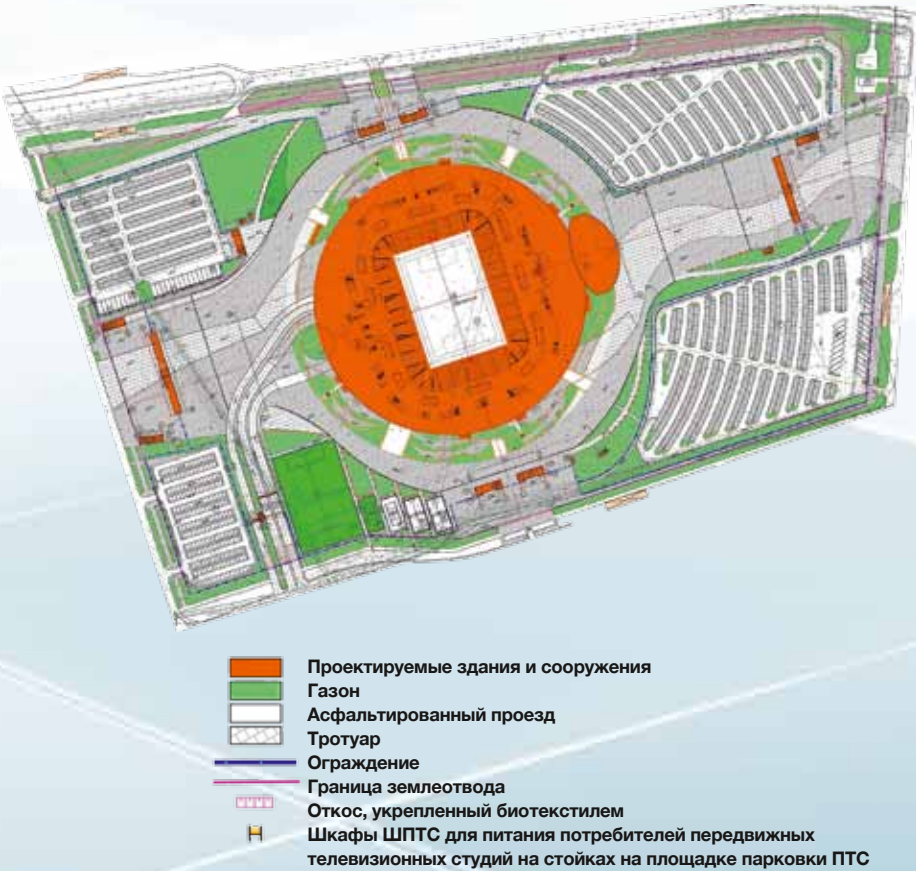 Проектируемые здания и сооружения
Газон
Асфальтированный проезд
Тротуар
Ограждение
Граница землеотвода
Откос, укрепленный биотекстилем
Шкафы ШПТС для питания потребителей передвижных
телевизионных студий на стойках на площадке парковки ПТС